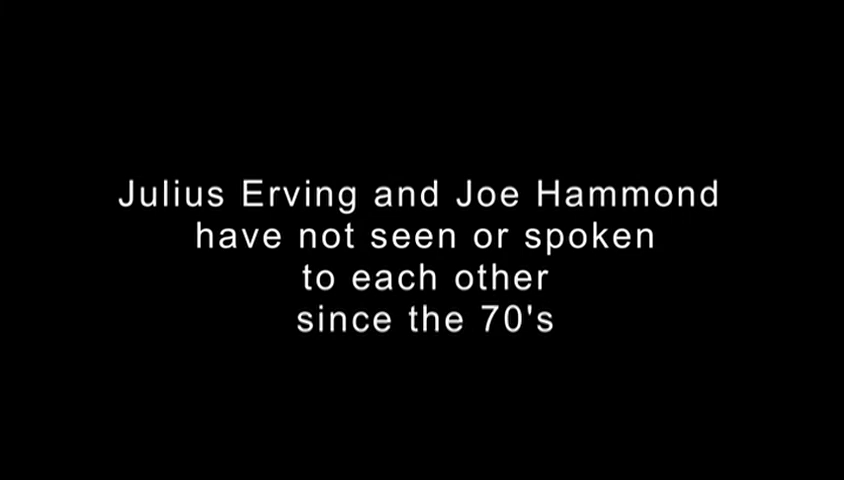 Julius Erving and Joe Hammond
have not seen or spoken
to each other
since the 70's